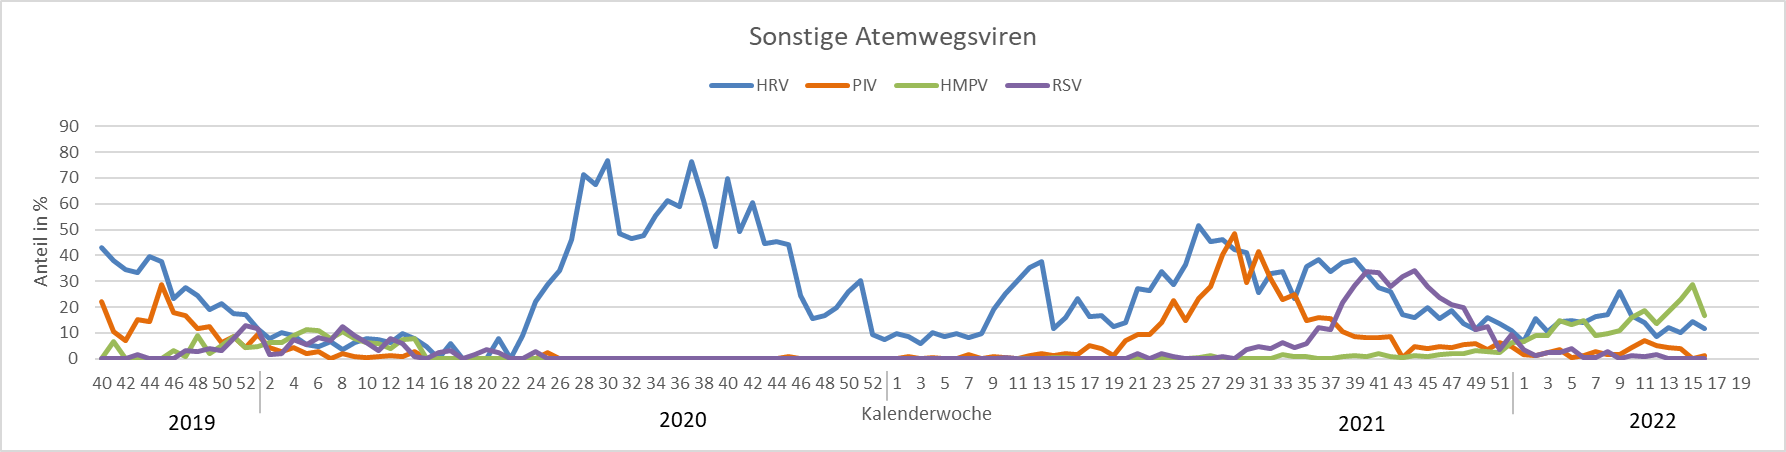 Sonstige Atemwegsviren
HRV PIV HMPV RSV
Anteil in %
90
80
70
60
50
40
30
20
10
0
40 42 44 46 48 50 52 2 4 6 8 10 12 14 16 18 20 22 24 26 28 30 32 34 36 38 40 42 44 46 48 50 52 1 3 5 7 9 11 13 15 17 19 21 23 25 27 29 31 33 35 37 39 41 43 45 47 49 51 1 3 5 7 9 11 13 15 17 19
2019 2020 Kalenderwoche 2021 2022